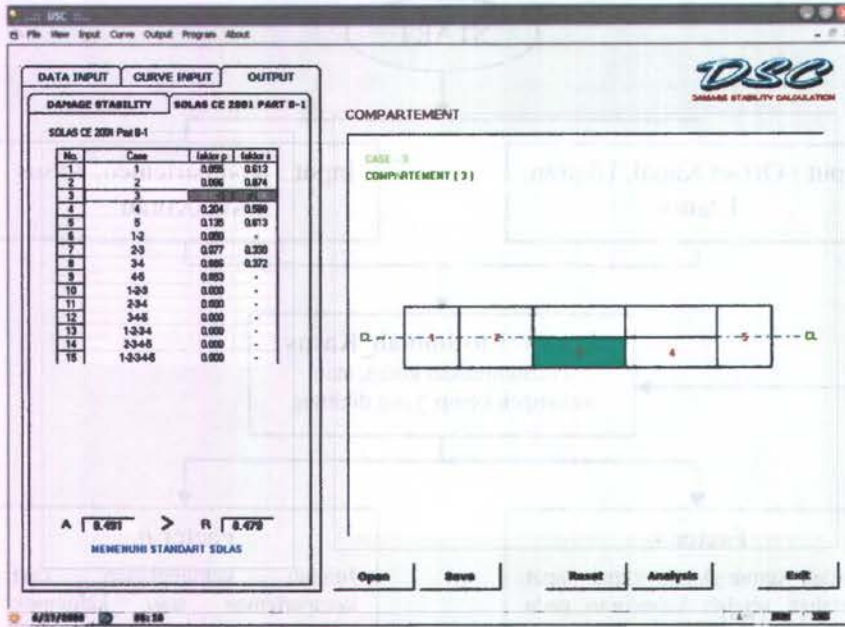 DSC
File View Input Curve Output Program About
DATA INPUT CURVE INPUT OUTPUT
DAMAGE STABILITY SOLAS CE 2001 PART B-1
SOLAS CE 2001 Part B-1
No. Case faktor p faktor s
0.055 0.613
2 2 0.096 0.874
3 3
4 4 0.204 0.580
5 5 0.135 0.613
6 1-2 0.050 -
7 2-3 0.077 0.330
8 3-4 0.086 0.372
9 4-5 0.053 -
10 1-2-3 0.000 -
11 2-3-4 0.000 -
12 3-4-5 0.000 -
13 1-2-3-4 0.000 -
14 2-3-4-5 0.000 -
15 1-2-3-4-5 0.000 -
A 0.491 > R 0.479
MEMENUHI STANDART SOLAS
DSC
DAMAGE STABILITY CALCULATION
COMPARTEMENT
CASE 3
COMPARTEMENT ( 3 )
CL 1 2 5 CL
3 4
Open Save Reset Analysis Exit
05:10